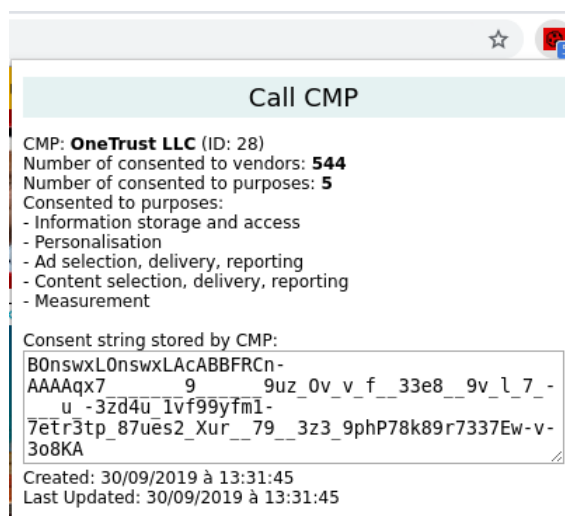 Call CMP
CMP: OneTrust LLC (ID: 28)
Number of consented to vendors: 544
Number of consented to purposes: 5
Consented to purposes:
- Information storage and access
- Personalisation
- Ad selection, delivery, reporting
- Content selection, delivery, reporting
- Measurement
Consent string stored by CMP:
BOnswxLOnswxLAcABBFRCn-
AAAAqx7_______9______9uz_Ov_v_f__33e8__9v_l_7_-
___u_-3zd4u_1vf99yfm1-
7etr3tp_87ues2_Xur__79__3z3_9phP78k89r7337Ew-v-
3o8KA
Created: 30/09/2019 à 13:31:45
Last Updated: 30/09/2019 à 13:31:45